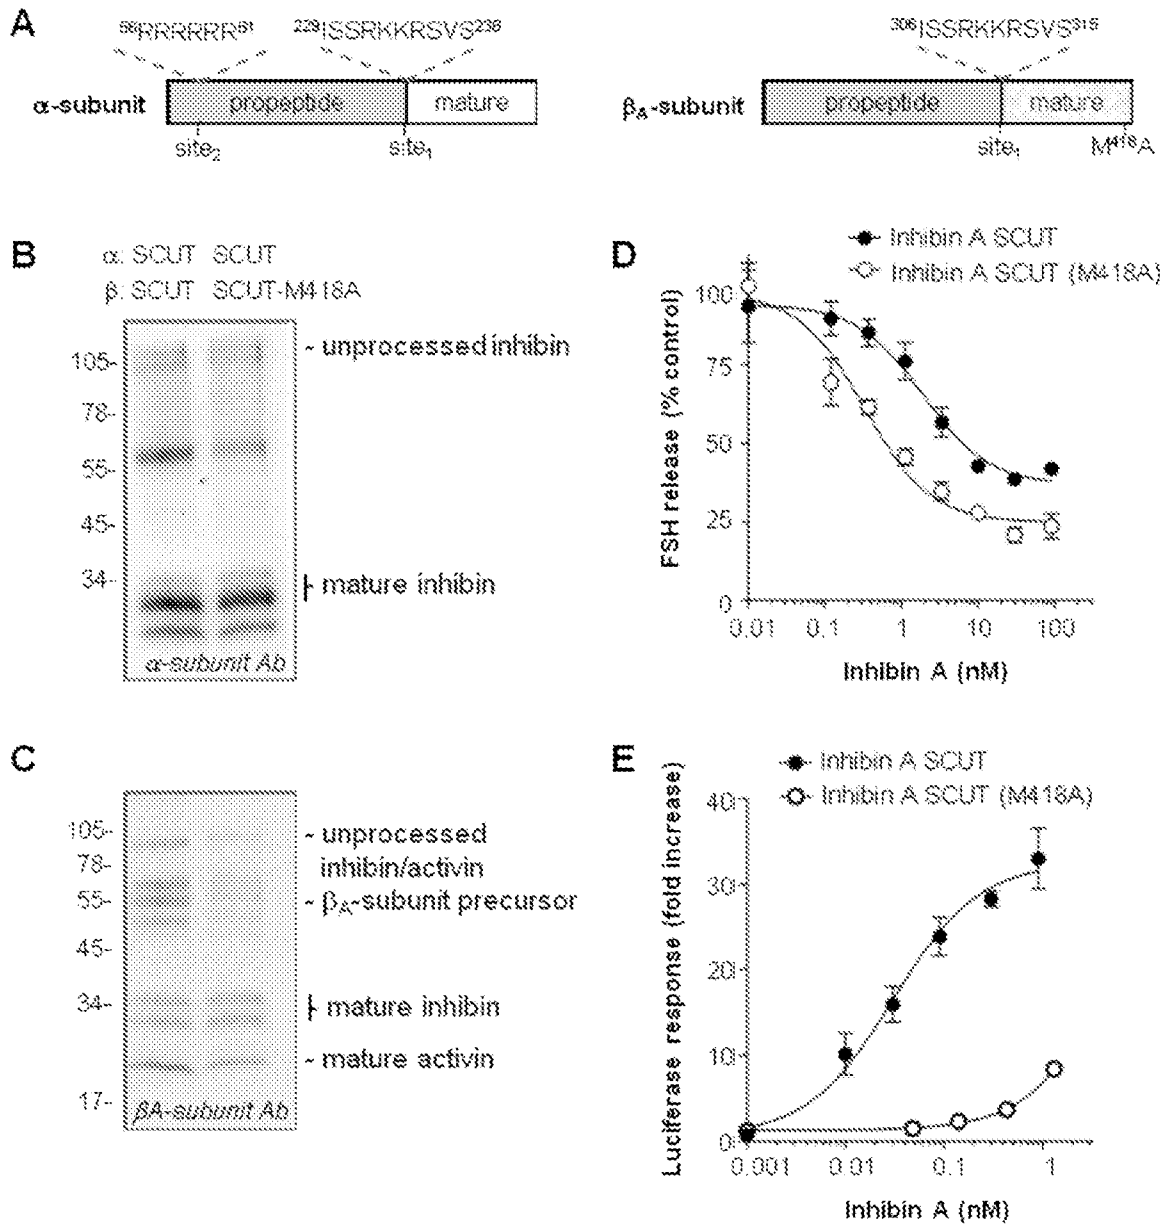 A
⁵⁶RRRRRR⁶¹ ²²⁹ISSRKKRSVS²³⁸
α-subunit propeptide mature
site₂ site₁
³⁰⁶ISSRKKRSVS³¹⁵
βA-subunit propeptide mature
site₁ M⁴¹⁸A
B
α: SCUT SCUT
β: SCUT SCUT-M418A
105-
78-
55-
45-
34-
unprocessed inhibin
mature inhibin
α-subunit Ab
C
105-
78-
55-
45-
34-
17-
unprocessed
inhibin/activin
βA-subunit precursor
mature inhibin
mature activin
βA-subunit Ab
D
Inhibin A SCUT
Inhibin A SCUT (M418A)
FSH release (% control)
100
75
50
25
0
0.01 0.1 1 10 100
Inhibin A (nM)
E
Inhibin A SCUT
Inhibin A SCUT (M418A)
Luciferase response (fold increase)
40
30
20
10
0
0.001 0.01 0.1 1
Inhibin A (nM)